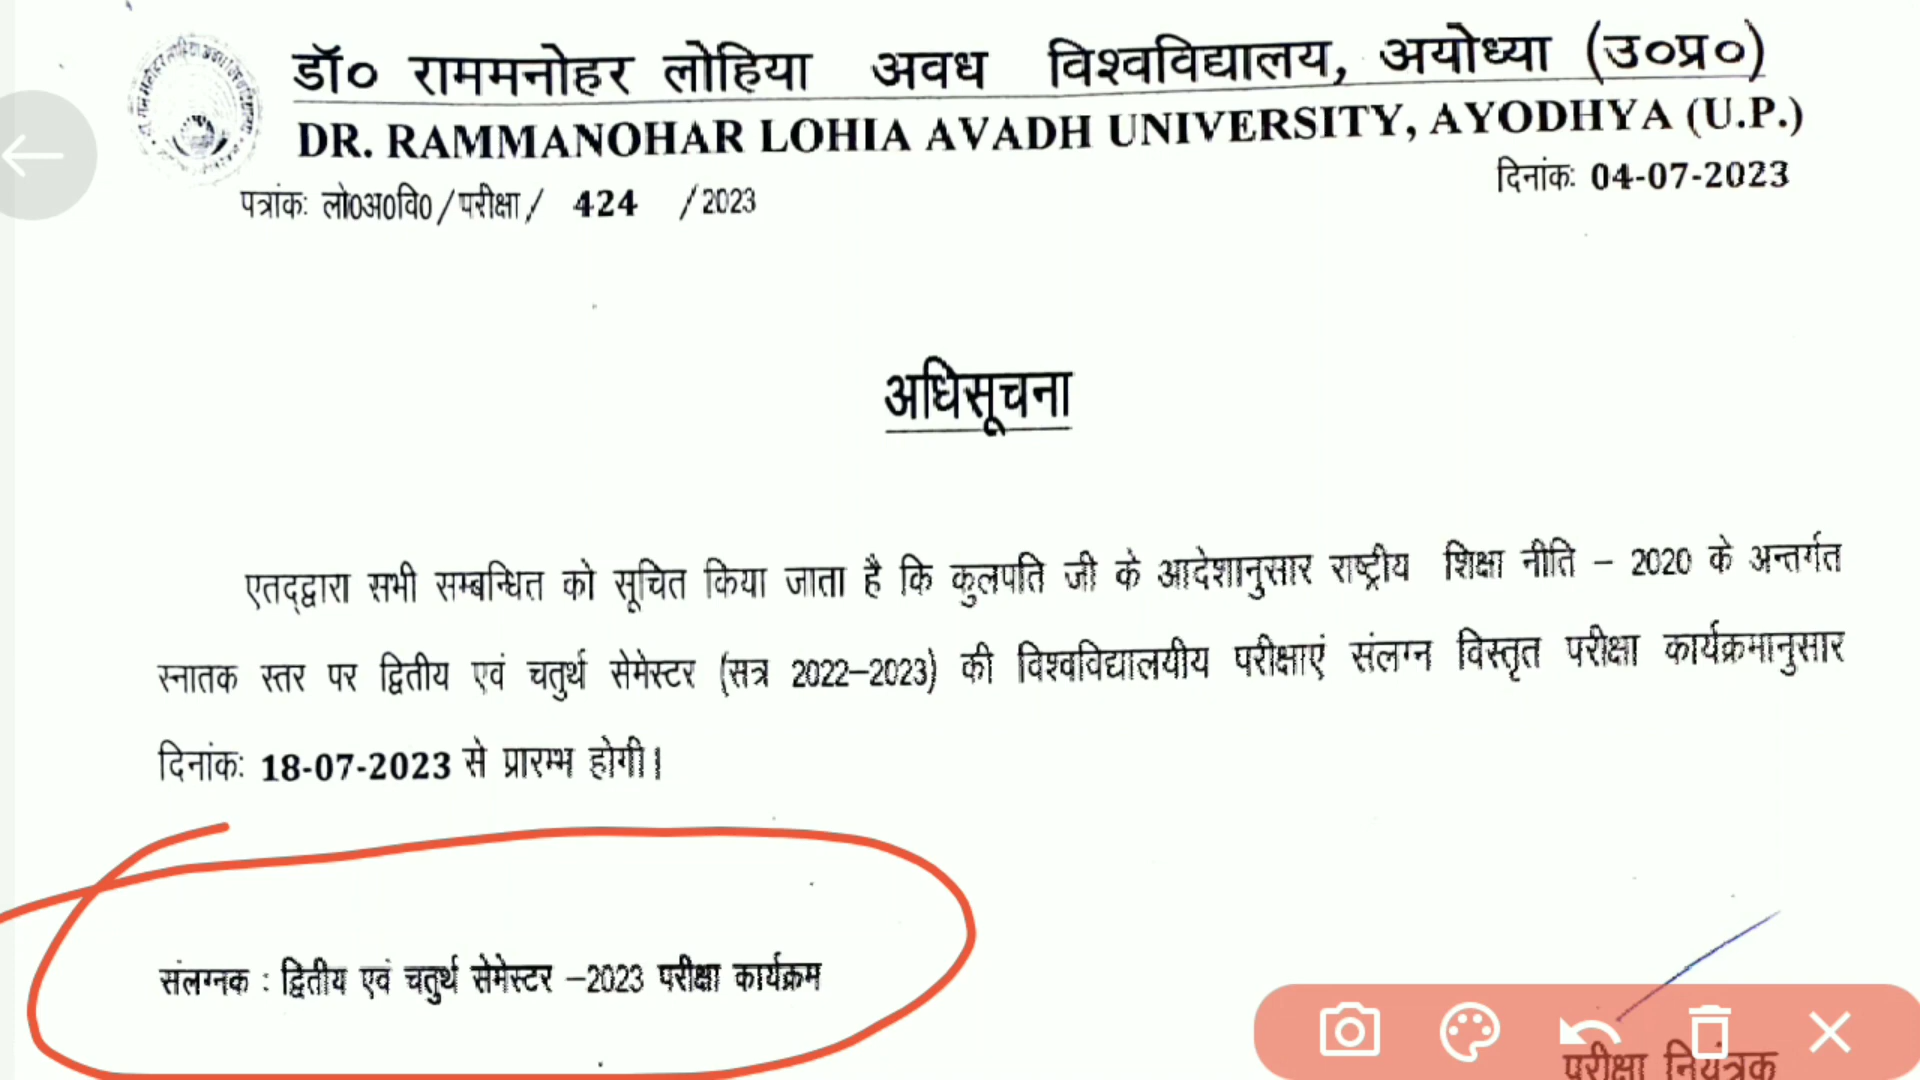 डॉ० राममनोहर लोहिया अवध विश्वविद्यालय, अयोध्या (उ०प्र०)
DR. RAMMANOHAR LOHIA AVADH UNIVERSITY, AYODHYA (U.P.)
पत्रांकः लो०अ०वि० / परीक्षा / 424 / 2023
दिनांकः 04-07-2023
अधिसूचना
एतद्द्वारा सभी सम्बन्धित को सूचित किया जाता है कि कुलपति जी के आदेशानुसार राष्ट्रीय शिक्षा नीति – 2020 के अन्तर्गत
स्नातक स्तर पर द्वितीय एवं चतुर्थ सेमेस्टर (सत्र 2022–2023) की विश्वविद्यालयीय परीक्षाएं संलग्न विस्तृत परीक्षा कार्यक्रमानुसार
दिनांकः 18-07-2023 से प्रारम्भ होगी।
संलग्नक : द्वितीय एवं चतुर्थ सेमेस्टर –2023 परीक्षा कार्यक्रम
परीक्षा नियंत्रक